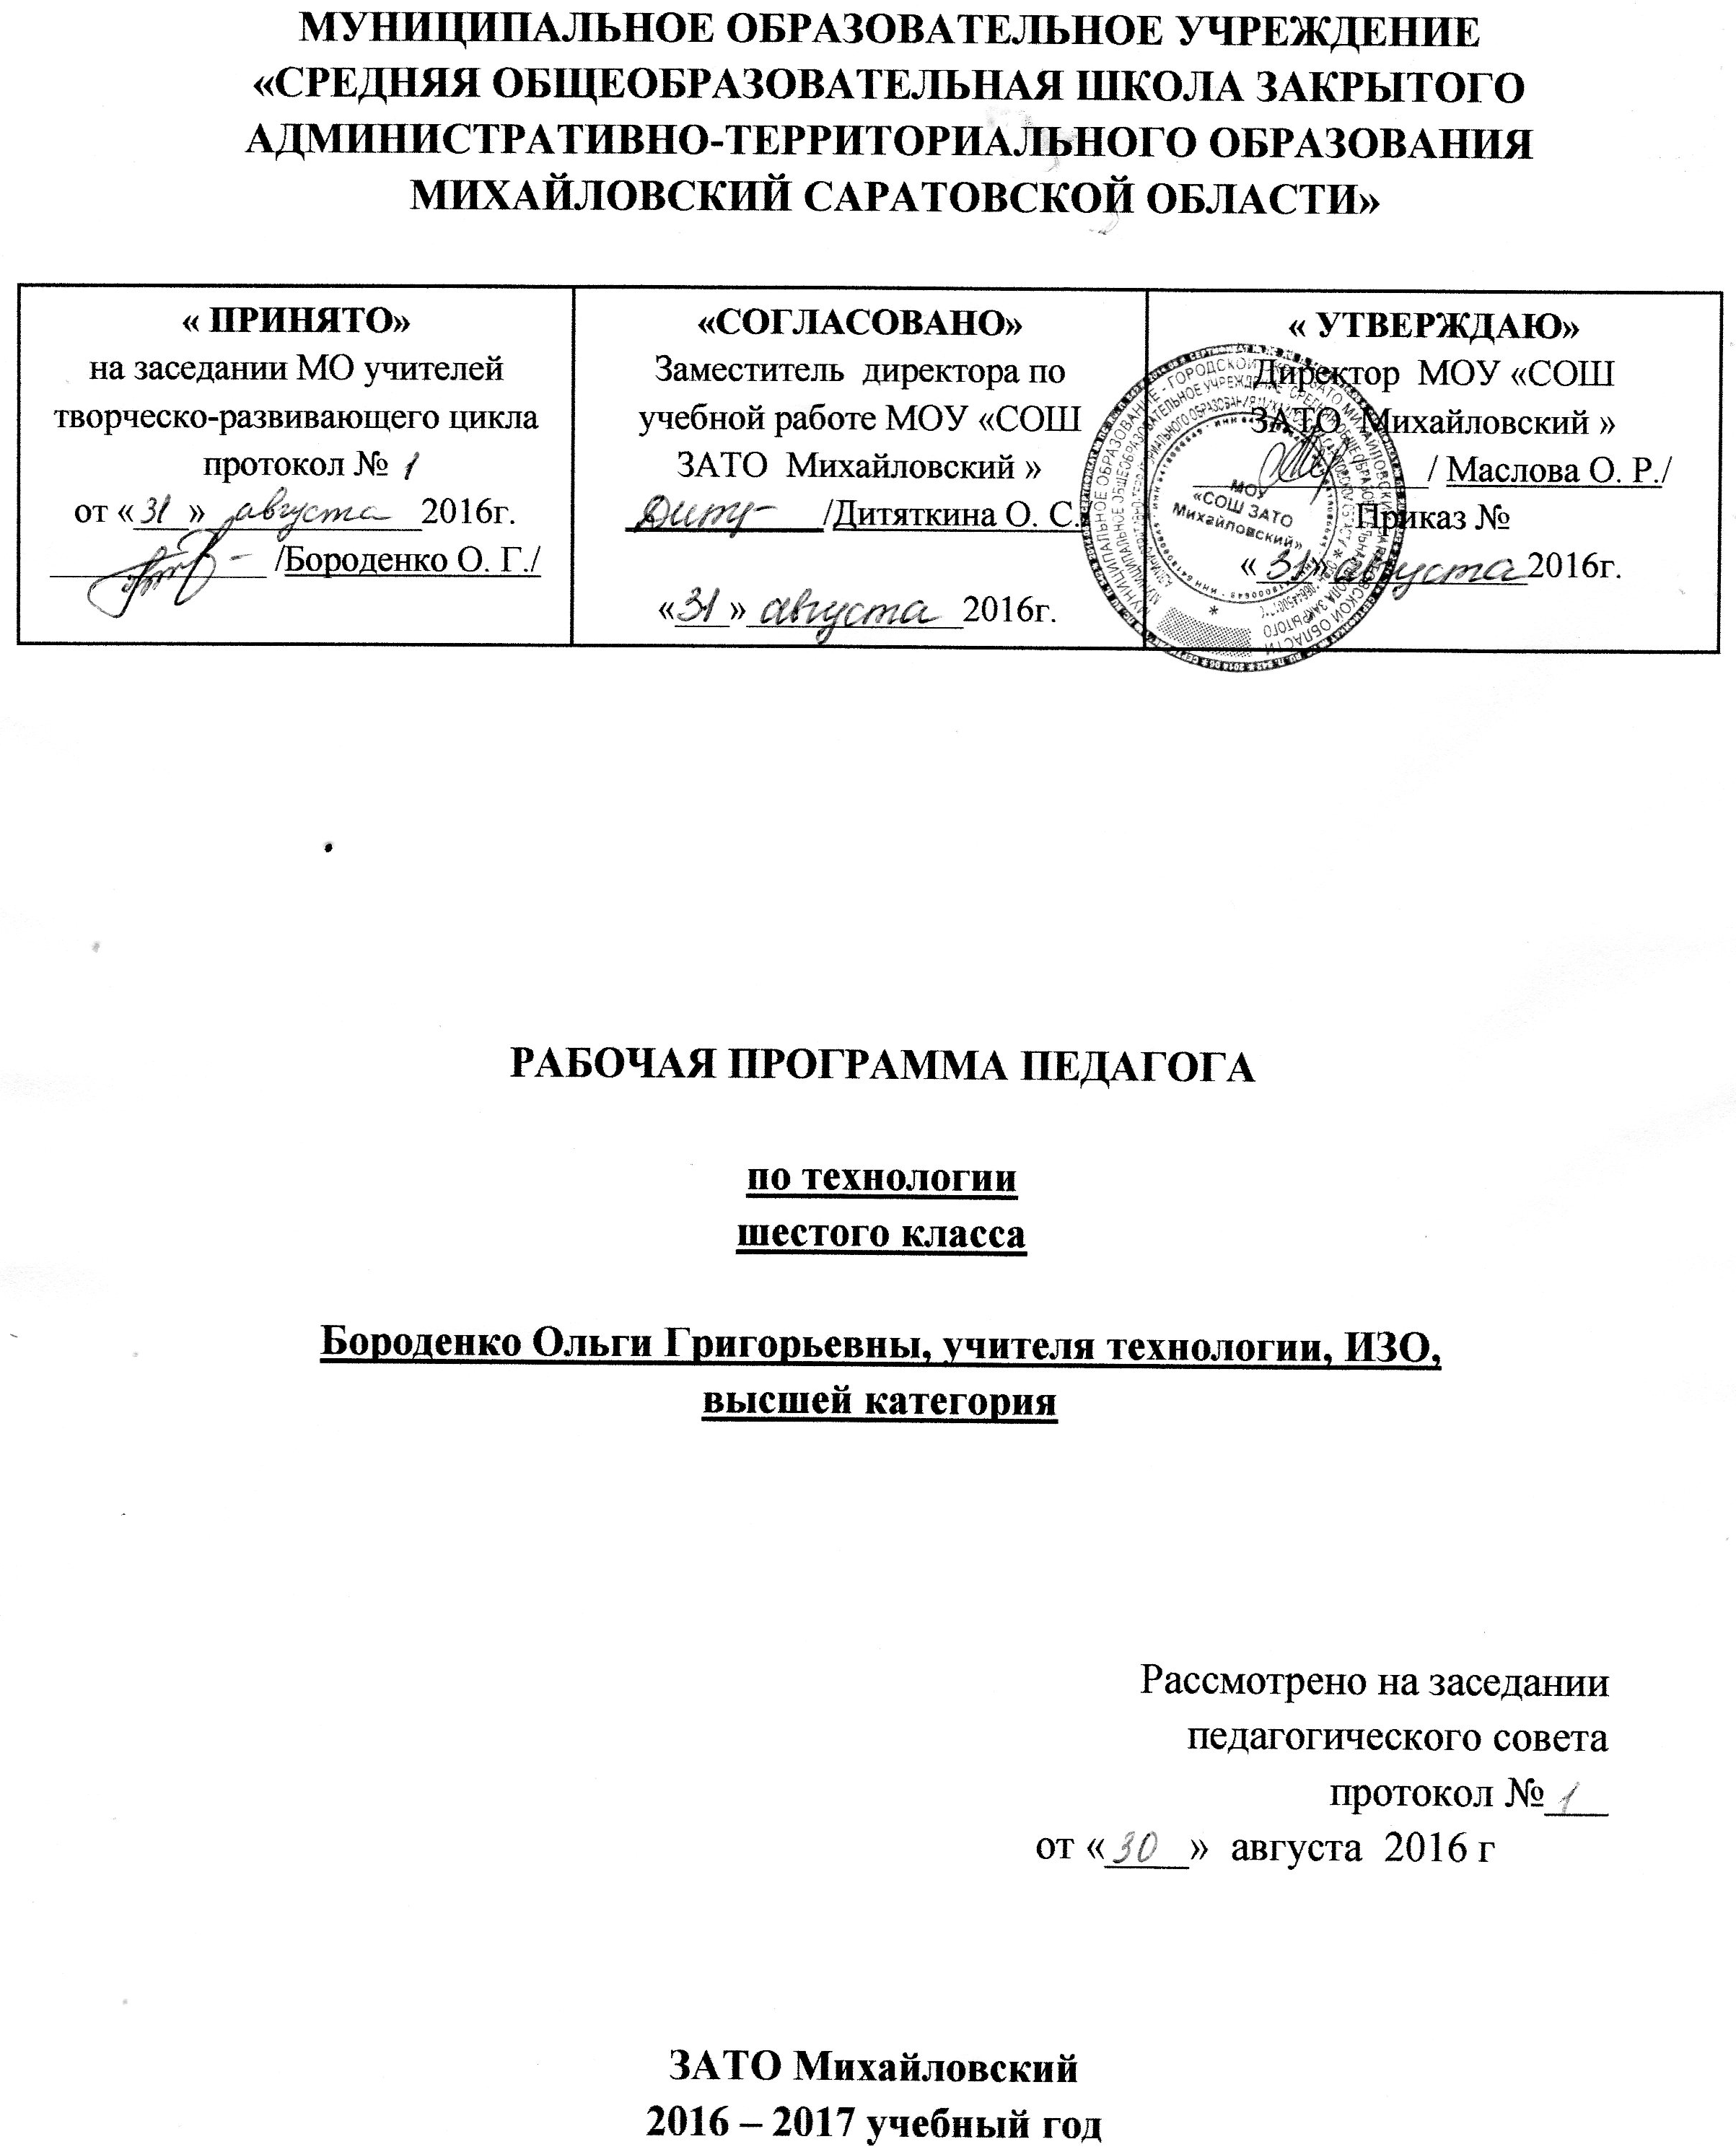 МУНИЦИПАЛЬНОЕ ОБРАЗОВАТЕЛЬНОЕ УЧРЕЖДЕНИЕ
«СРЕДНЯЯ ОБЩЕОБРАЗОВАТЕЛЬНАЯ ШКОЛА ЗАКРЫТОГО
АДМИНИСТРАТИВНО-ТЕРРИТОРИАЛЬНОГО ОБРАЗОВАНИЯ
МИХАЙЛОВСКИЙ САРАТОВСКОЙ ОБЛАСТИ»
« ПРИНЯТО»
на заседании МО учителей
творческо-развивающего цикла
протокол № 1
от «31» августа 2016г.
/Бороденко О. Г./
«СОГЛАСОВАНО»
Заместитель директора по
учебной работе МОУ «СОШ
ЗАТО Михайловский »
/Дитяткина О. С.
«31» августа 2016г.
« УТВЕРЖДАЮ»
Директор МОУ «СОШ
ЗАТО Михайловский »
/ Маслова О. Р./
Приказ №
«31» августа 2016г.
МОУ
«СОШ ЗАТО
Михайловский»
РАБОЧАЯ ПРОГРАММА ПЕДАГОГА
по технологии
шестого класса
Бороденко Ольги Григорьевны, учителя технологии, ИЗО,
высшей категория
Рассмотрено на заседании
педагогического совета
протокол № 1
от «30» августа 2016 г
ЗАТО Михайловский
2016 – 2017 учебный год